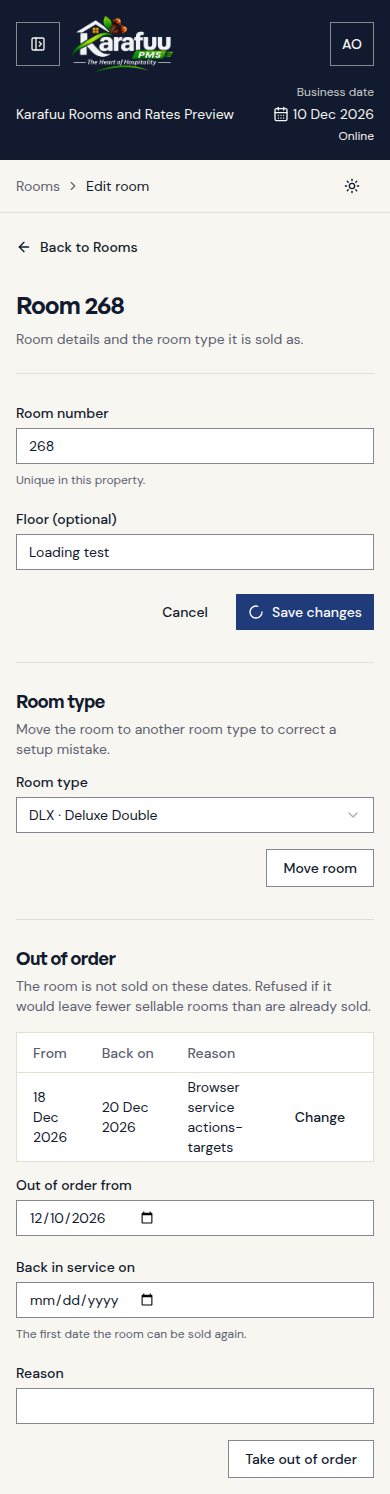 Karafuu
PMS
The Heart of Hospitality
AO
Business date
Karafuu Rooms and Rates Preview
10 Dec 2026
Online
Rooms
Edit room
Back to Rooms
Room 268
Room details and the room type it is sold as.
Room number
268
Unique in this property.
Floor (optional)
Loading test
Cancel
Save changes
Room type
Move the room to another room type to correct a
setup mistake.
Room type
DLX · Deluxe Double
Move room
Out of order
The room is not sold on these dates. Refused if it
would leave fewer sellable rooms than are already sold.
From
Back on
Reason
18
Dec
2026
20 Dec
2026
Browser
service
actions-
targets
Change
Out of order from
12/10/2026
Back in service on
mm/dd/yyyy
The first date the room can be sold again.
Reason
Take out of order